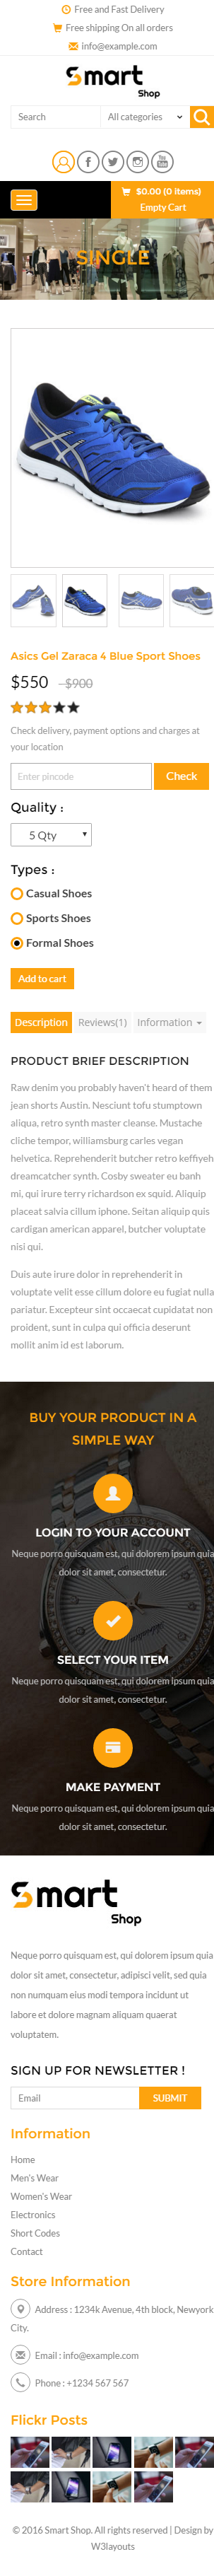 Free and Fast Delivery
Free shipping On all orders
info@example.com
Smart
Shop
Search
All categories
$0.00 (0 items)
Empty Cart
SINGLE
Asics Gel Zaraca 4 Blue Sport Shoes
$550 $900
Check delivery, payment options and charges at
your location
Enter pincode
Check
Quality :
5 Qty
Types :
Casual Shoes
Sports Shoes
Formal Shoes
Add to cart
Description
Reviews(1)
Information
PRODUCT BRIEF DESCRIPTION
Raw denim you probably haven't heard of them
jean shorts Austin. Nesciunt tofu stumptown
aliqua, retro synth master cleanse. Mustache
cliche tempor, williamsburg carles vegan
helvetica. Reprehenderit butcher retro keffiyeh
dreamcatcher synth. Cosby sweater eu banh
mi, qui irure terry richardson ex squid. Aliquip
placeat salvia cillum iphone. Seitan aliquip quis
cardigan american apparel, butcher voluptate
nisi qui.
Duis aute irure dolor in reprehenderit in
voluptate velit esse cillum dolore eu fugiat nulla
pariatur. Excepteur sint occaecat cupidatat non
proident, sunt in culpa qui officia deserunt
mollit anim id est laborum.
BUY YOUR PRODUCT IN A
SIMPLE WAY
LOGIN TO YOUR ACCOUNT
Neque porro quisquam est, qui dolorem ipsum quia
dolor sit amet, consectetur.
SELECT YOUR ITEM
Neque porro quisquam est, qui dolorem ipsum quia
dolor sit amet, consectetur.
MAKE PAYMENT
Neque porro quisquam est, qui dolorem ipsum quia
dolor sit amet, consectetur.
Smart
Shop
Neque porro quisquam est, qui dolorem ipsum quia
dolor sit amet, consectetur, adipisci velit, sed quia
non numquam eius modi tempora incidunt ut
labore et dolore magnam aliquam quaerat
voluptatem.
SIGN UP FOR NEWSLETTER !
Email
SUBMIT
Information
Home
Men's Wear
Women's Wear
Electronics
Short Codes
Contact
Store Information
Address : 1234k Avenue, 4th block, Newyork
City.
Email : info@example.com
Phone : +1234 567 567
Flickr Posts
© 2016 Smart Shop. All rights reserved | Design by
W3layouts